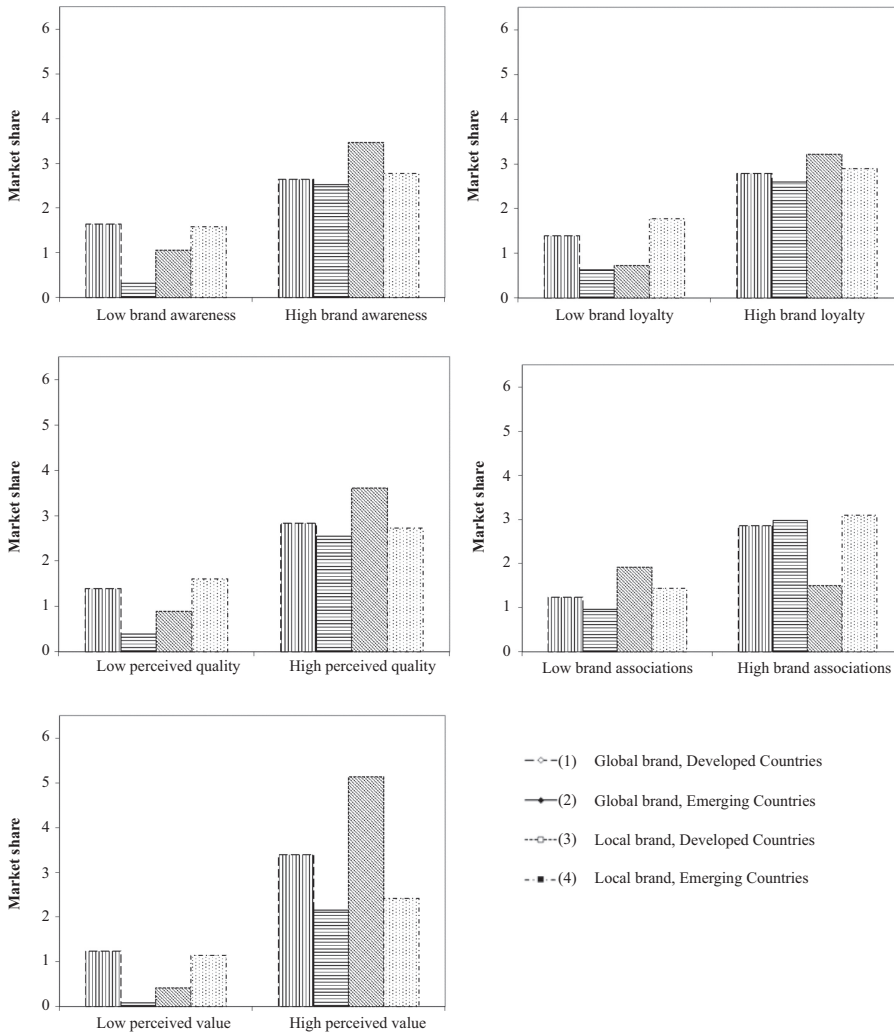 Market share
6
5
4
3
2
1
0
Low brand awareness High brand awareness
Market share
6
5
4
3
2
1
0
Low brand loyalty High brand loyalty
Market share
6
5
4
3
2
1
0
Low perceived quality High perceived quality
Market share
6
5
4
3
2
1
0
Low brand associations High brand associations
Market share
6
5
4
3
2
1
0
Low perceived value High perceived value
(1) Global brand, Developed Countries
(2) Global brand, Emerging Countries
(3) Local brand, Developed Countries
(4) Local brand, Emerging Countries